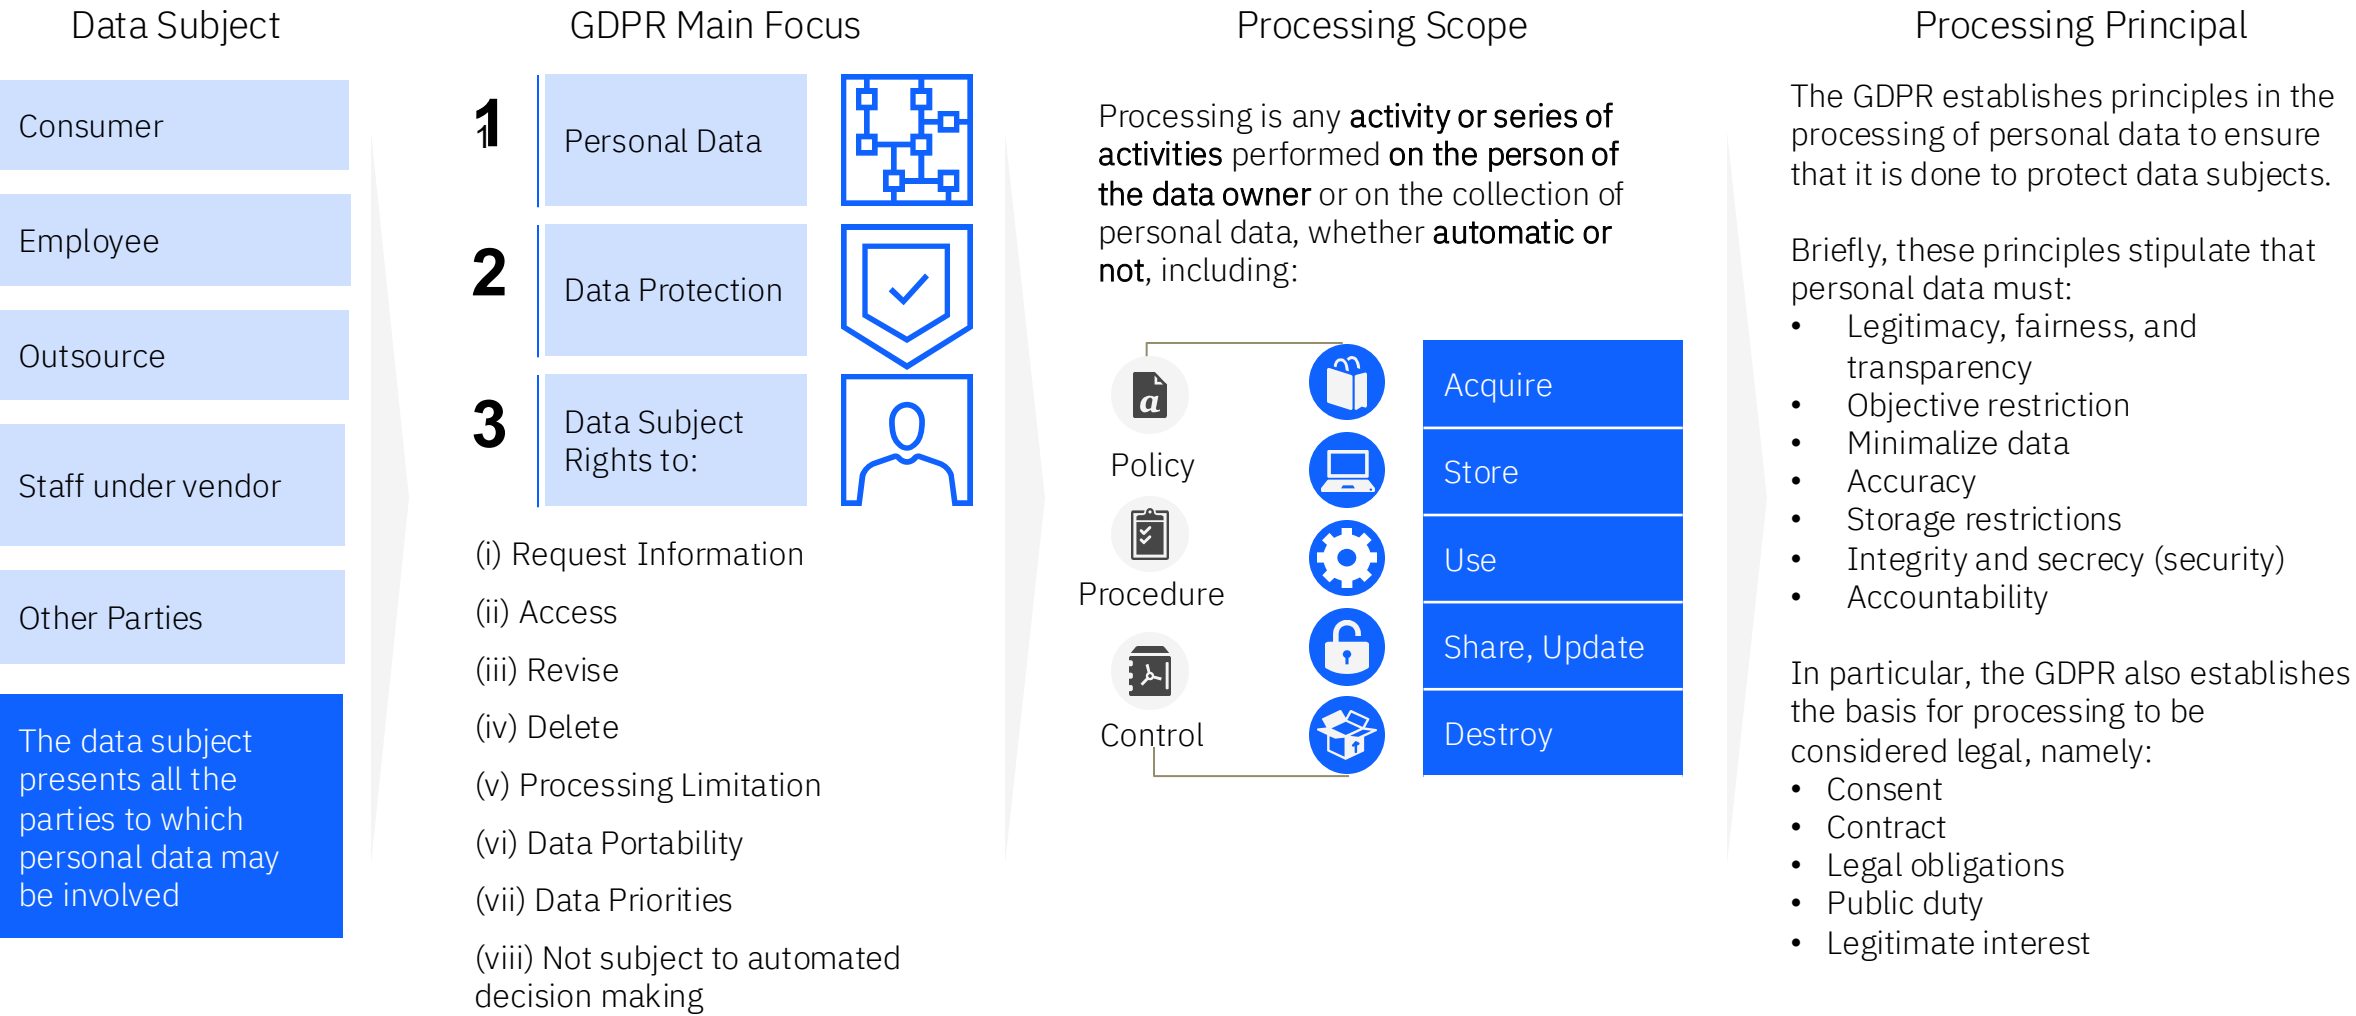 Data Subject
Consumer
Employee
Outsource
Staff under vendor
Other Parties
The data subject
presents all the
parties to which
personal data may
be involved
GDPR Main Focus
1
1
Personal Data
2
Data Protection
3
Data Subject
Rights to:
(i) Request Information
(ii) Access
(iii) Revise
(iv) Delete
(v) Processing Limitation
(vi) Data Portability
(vii) Data Priorities
(viii) Not subject to automated
decision making
Processing Scope
Processing is any activity or series of
activities performed on the person of
the data owner or on the collection of
personal data, whether automatic or
not, including:
a
Policy
Procedure
Control
Acquire
Store
Use
Share, Update
Destroy
Processing Principal
The GDPR establishes principles in the
processing of personal data to ensure
that it is done to protect data subjects.
Briefly, these principles stipulate that
personal data must:
• Legitimacy, fairness, and
transparency
• Objective restriction
• Minimalize data
• Accuracy
• Storage restrictions
• Integrity and secrecy (security)
• Accountability
In particular, the GDPR also establishes
the basis for processing to be
considered legal, namely:
• Consent
• Contract
• Legal obligations
• Public duty
• Legitimate interest